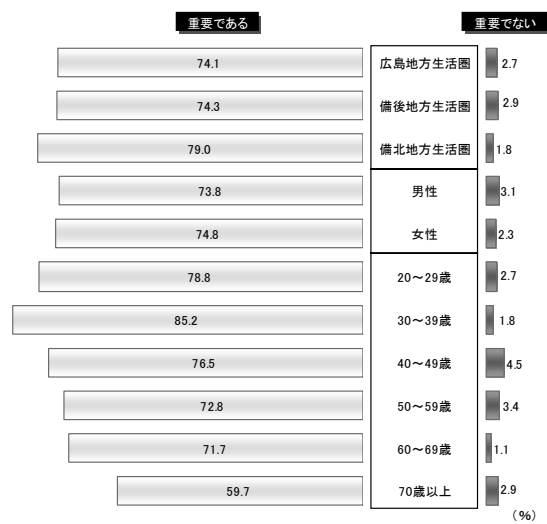 重要である 重要でない
74.1 広島地方生活圏 2.7
74.3 備後地方生活圏 2.9
79.0 備北地方生活圏 1.8
73.8 男性 3.1
74.8 女性 2.3
78.8 20～29歳 2.7
85.2 30～39歳 1.8
76.5 40～49歳 4.5
72.8 50～59歳 3.4
71.7 60～69歳 1.1
59.7 70歳以上 2.9
（%）